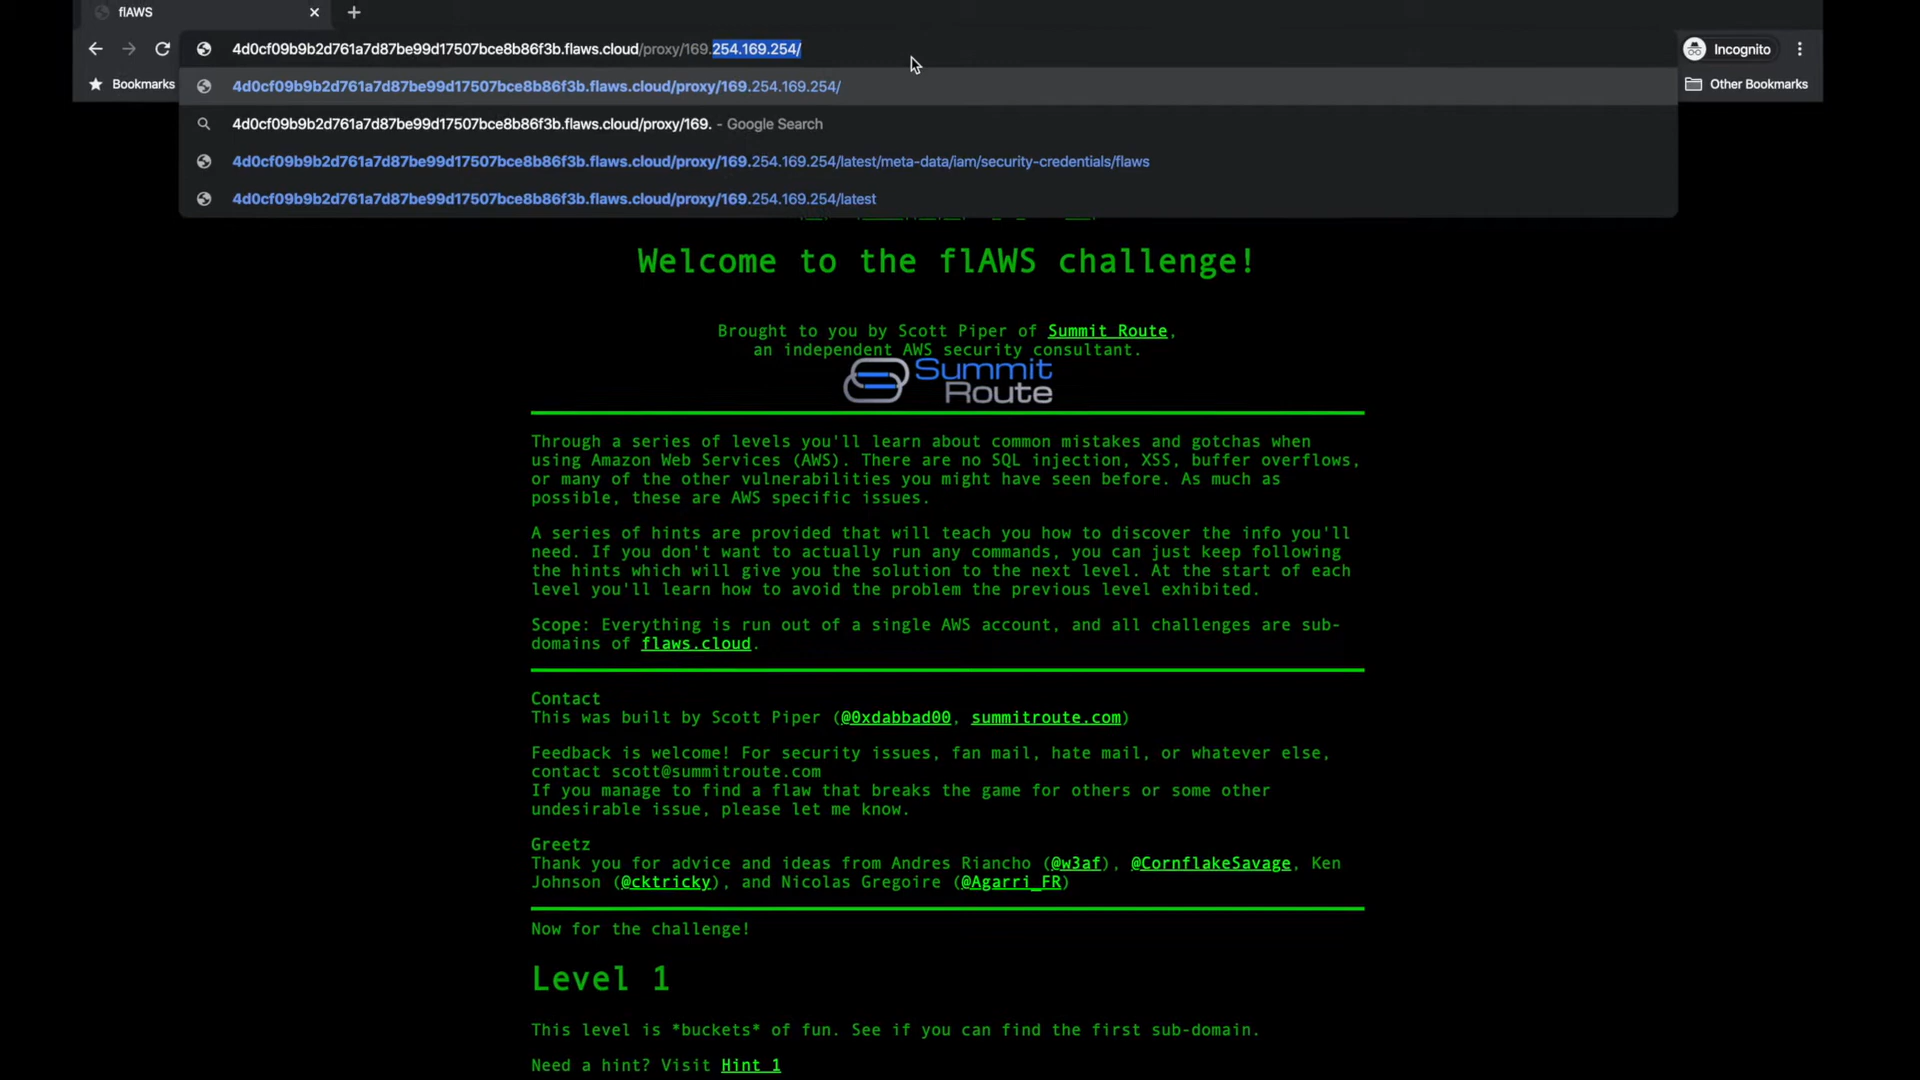 flAWS
4d0cf09b9b2d761a7d87be99d17507bce8b86f3b.flaws.cloud/proxy/169.254.169.254/
Incognito
Bookmarks
Other Bookmarks
4d0cf09b9b2d761a7d87be99d17507bce8b86f3b.flaws.cloud/proxy/169.254.169.254/
4d0cf09b9b2d761a7d87be99d17507bce8b86f3b.flaws.cloud/proxy/169. - Google Search
4d0cf09b9b2d761a7d87be99d17507bce8b86f3b.flaws.cloud/proxy/169.254.169.254/latest/meta-data/iam/security-credentials/flaws
4d0cf09b9b2d761a7d87be99d17507bce8b86f3b.flaws.cloud/proxy/169.254.169.254/latest
Welcome to the flAWS challenge!
Brought to you by Scott Piper of Summit Route,
an independent AWS security consultant.
Summit
Route
Through a series of levels you'll learn about common mistakes and gotchas when
using Amazon Web Services (AWS). There are no SQL injection, XSS, buffer overflows,
or many of the other vulnerabilities you might have seen before. As much as
possible, these are AWS specific issues.
A series of hints are provided that will teach you how to discover the info you'll
need. If you don't want to actually run any commands, you can just keep following
the hints which will give you the solution to the next level. At the start of each
level you'll learn how to avoid the problem the previous level exhibited.
Scope: Everything is run out of a single AWS account, and all challenges are sub-
domains of flaws.cloud.
Contact
This was built by Scott Piper (@0xdabbad00, summitroute.com)
Feedback is welcome! For security issues, fan mail, hate mail, or whatever else,
contact scott@summitroute.com
If you manage to find a flaw that breaks the game for others or some other
undesirable issue, please let me know.
Greetz
Thank you for advice and ideas from Andres Riancho (@w3af), @CornflakeSavage, Ken
Johnson (@cktricky), and Nicolas Gregoire (@Agarri_FR)
Now for the challenge!
Level 1
This level is *buckets* of fun. See if you can find the first sub-domain.
Need a hint? Visit Hint 1